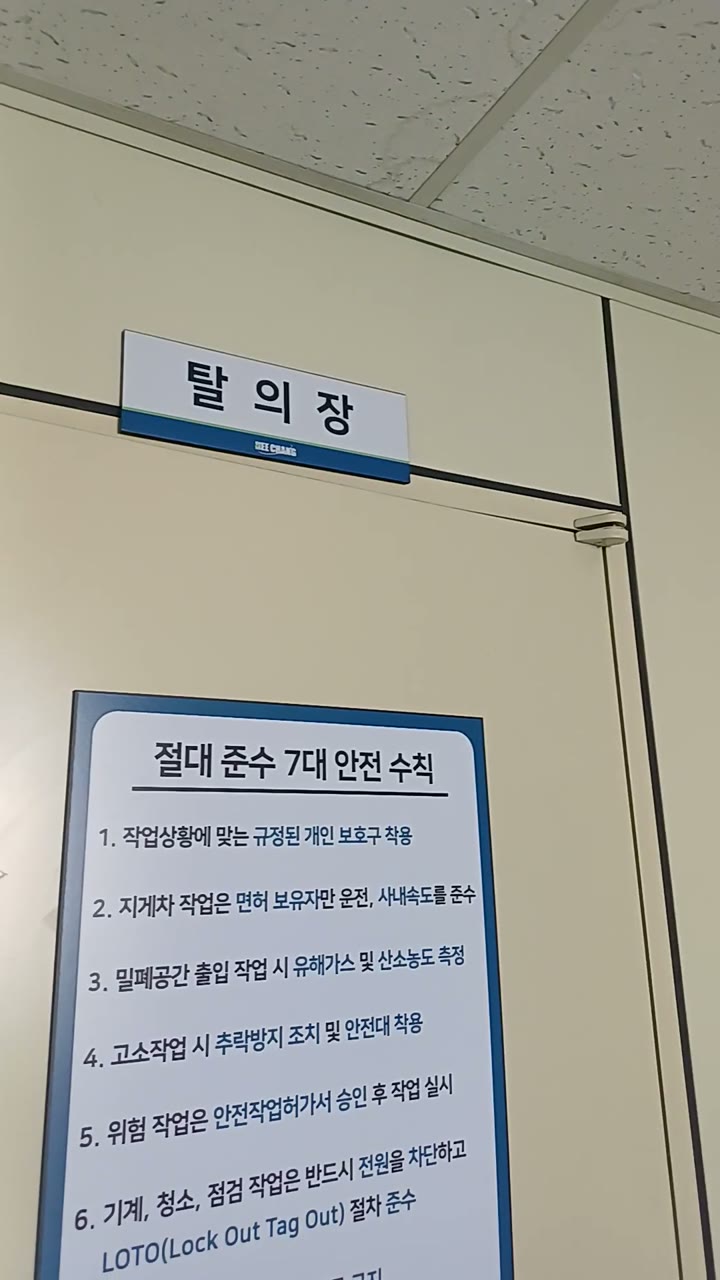 탈의장
절대 준수 7대 안전 수칙
1. 작업상황에 맞는 규정된 개인 보호구 착용
2. 지게차 작업은 면허 보유자만 운전, 사내속도를 준수
3. 밀폐공간 출입 작업 시 유해가스 및 산소농도 측정
4. 고소작업 시 추락방지 조치 및 안전대 착용
5. 위험 작업은 안전작업허가서 승인 후 작업 실시
6. 기계, 청소, 점검 작업은 반드시 전원을 차단하고
LOTO(Lock Out Tag Out) 절차 준수